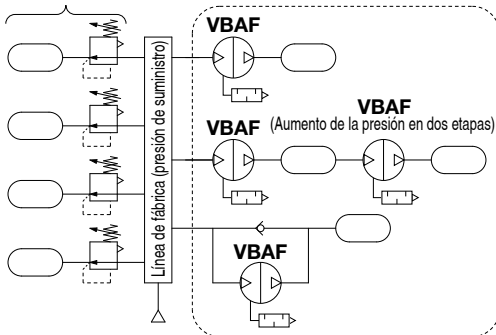 VBAF
VBAF
VBAF
(Aumento de la presión en dos etapas)
Línea de fábrica (presión de suministro)
VBAF